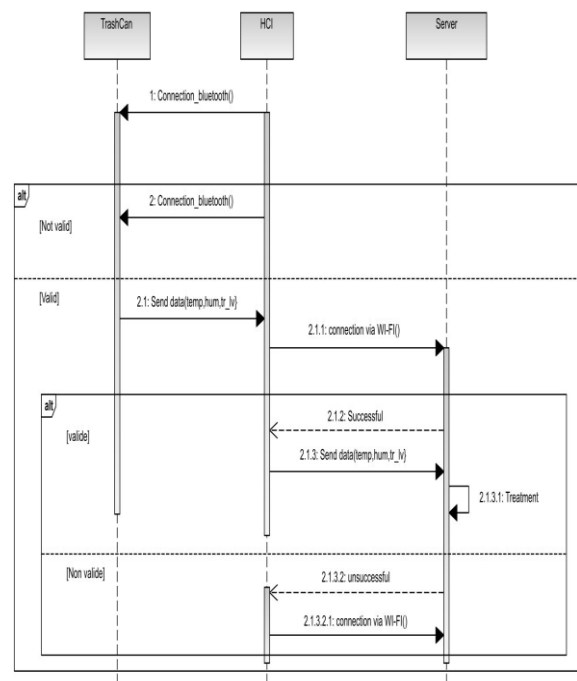 TrashCan
HCI
Server
1: Connection_bluetooth()
alt
2: Connection_bluetooth()
[Not valid]
[Valid]
2.1: Send data(temp,hum,tr_lv}
2.1.1: connection via WI-FI()
alt
2.1.2: Successful
[valide]
2.1.3: Send data(temp,hum,tr_lv}
2.1.3.1: Treatment
[Non valide]
2.1.3.2: unsuccessful
2.1.3.2.1: connection via WI-FI()